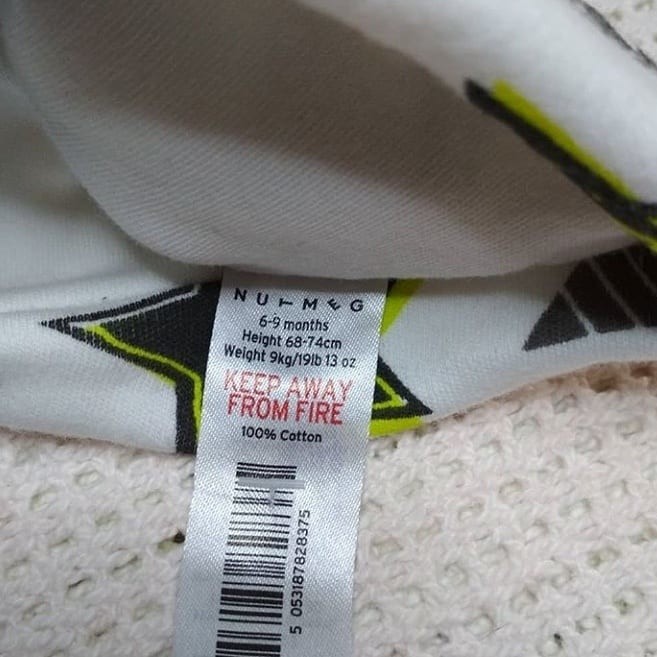 NUTMEG
6-9 months
Height 68-74cm
Weight 9kg/19lb 13 oz
KEEP AWAY
FROM FIRE
100% Cotton
5 053187828375